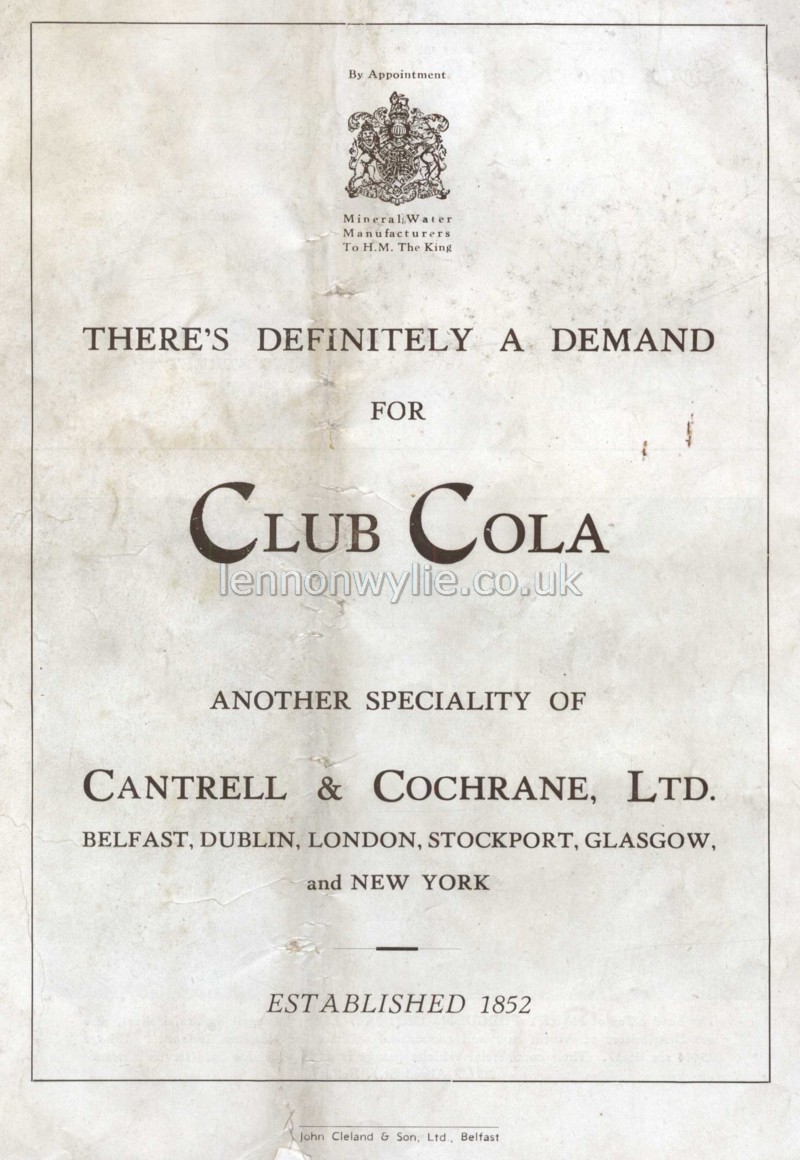 By Appointment
Mineral Water
Manufacturers
To H.M. The King
THERE'S DEFINITELY A DEMAND
FOR
CLUB COLA
lennonwylie.co.uk
ANOTHER SPECIALITY OF
CANTRELL & COCHRANE, LTD.
BELFAST, DUBLIN, LONDON, STOCKPORT, GLASGOW,
and NEW YORK
ESTABLISHED 1852
John Cleland & Son, Ltd., Belfast